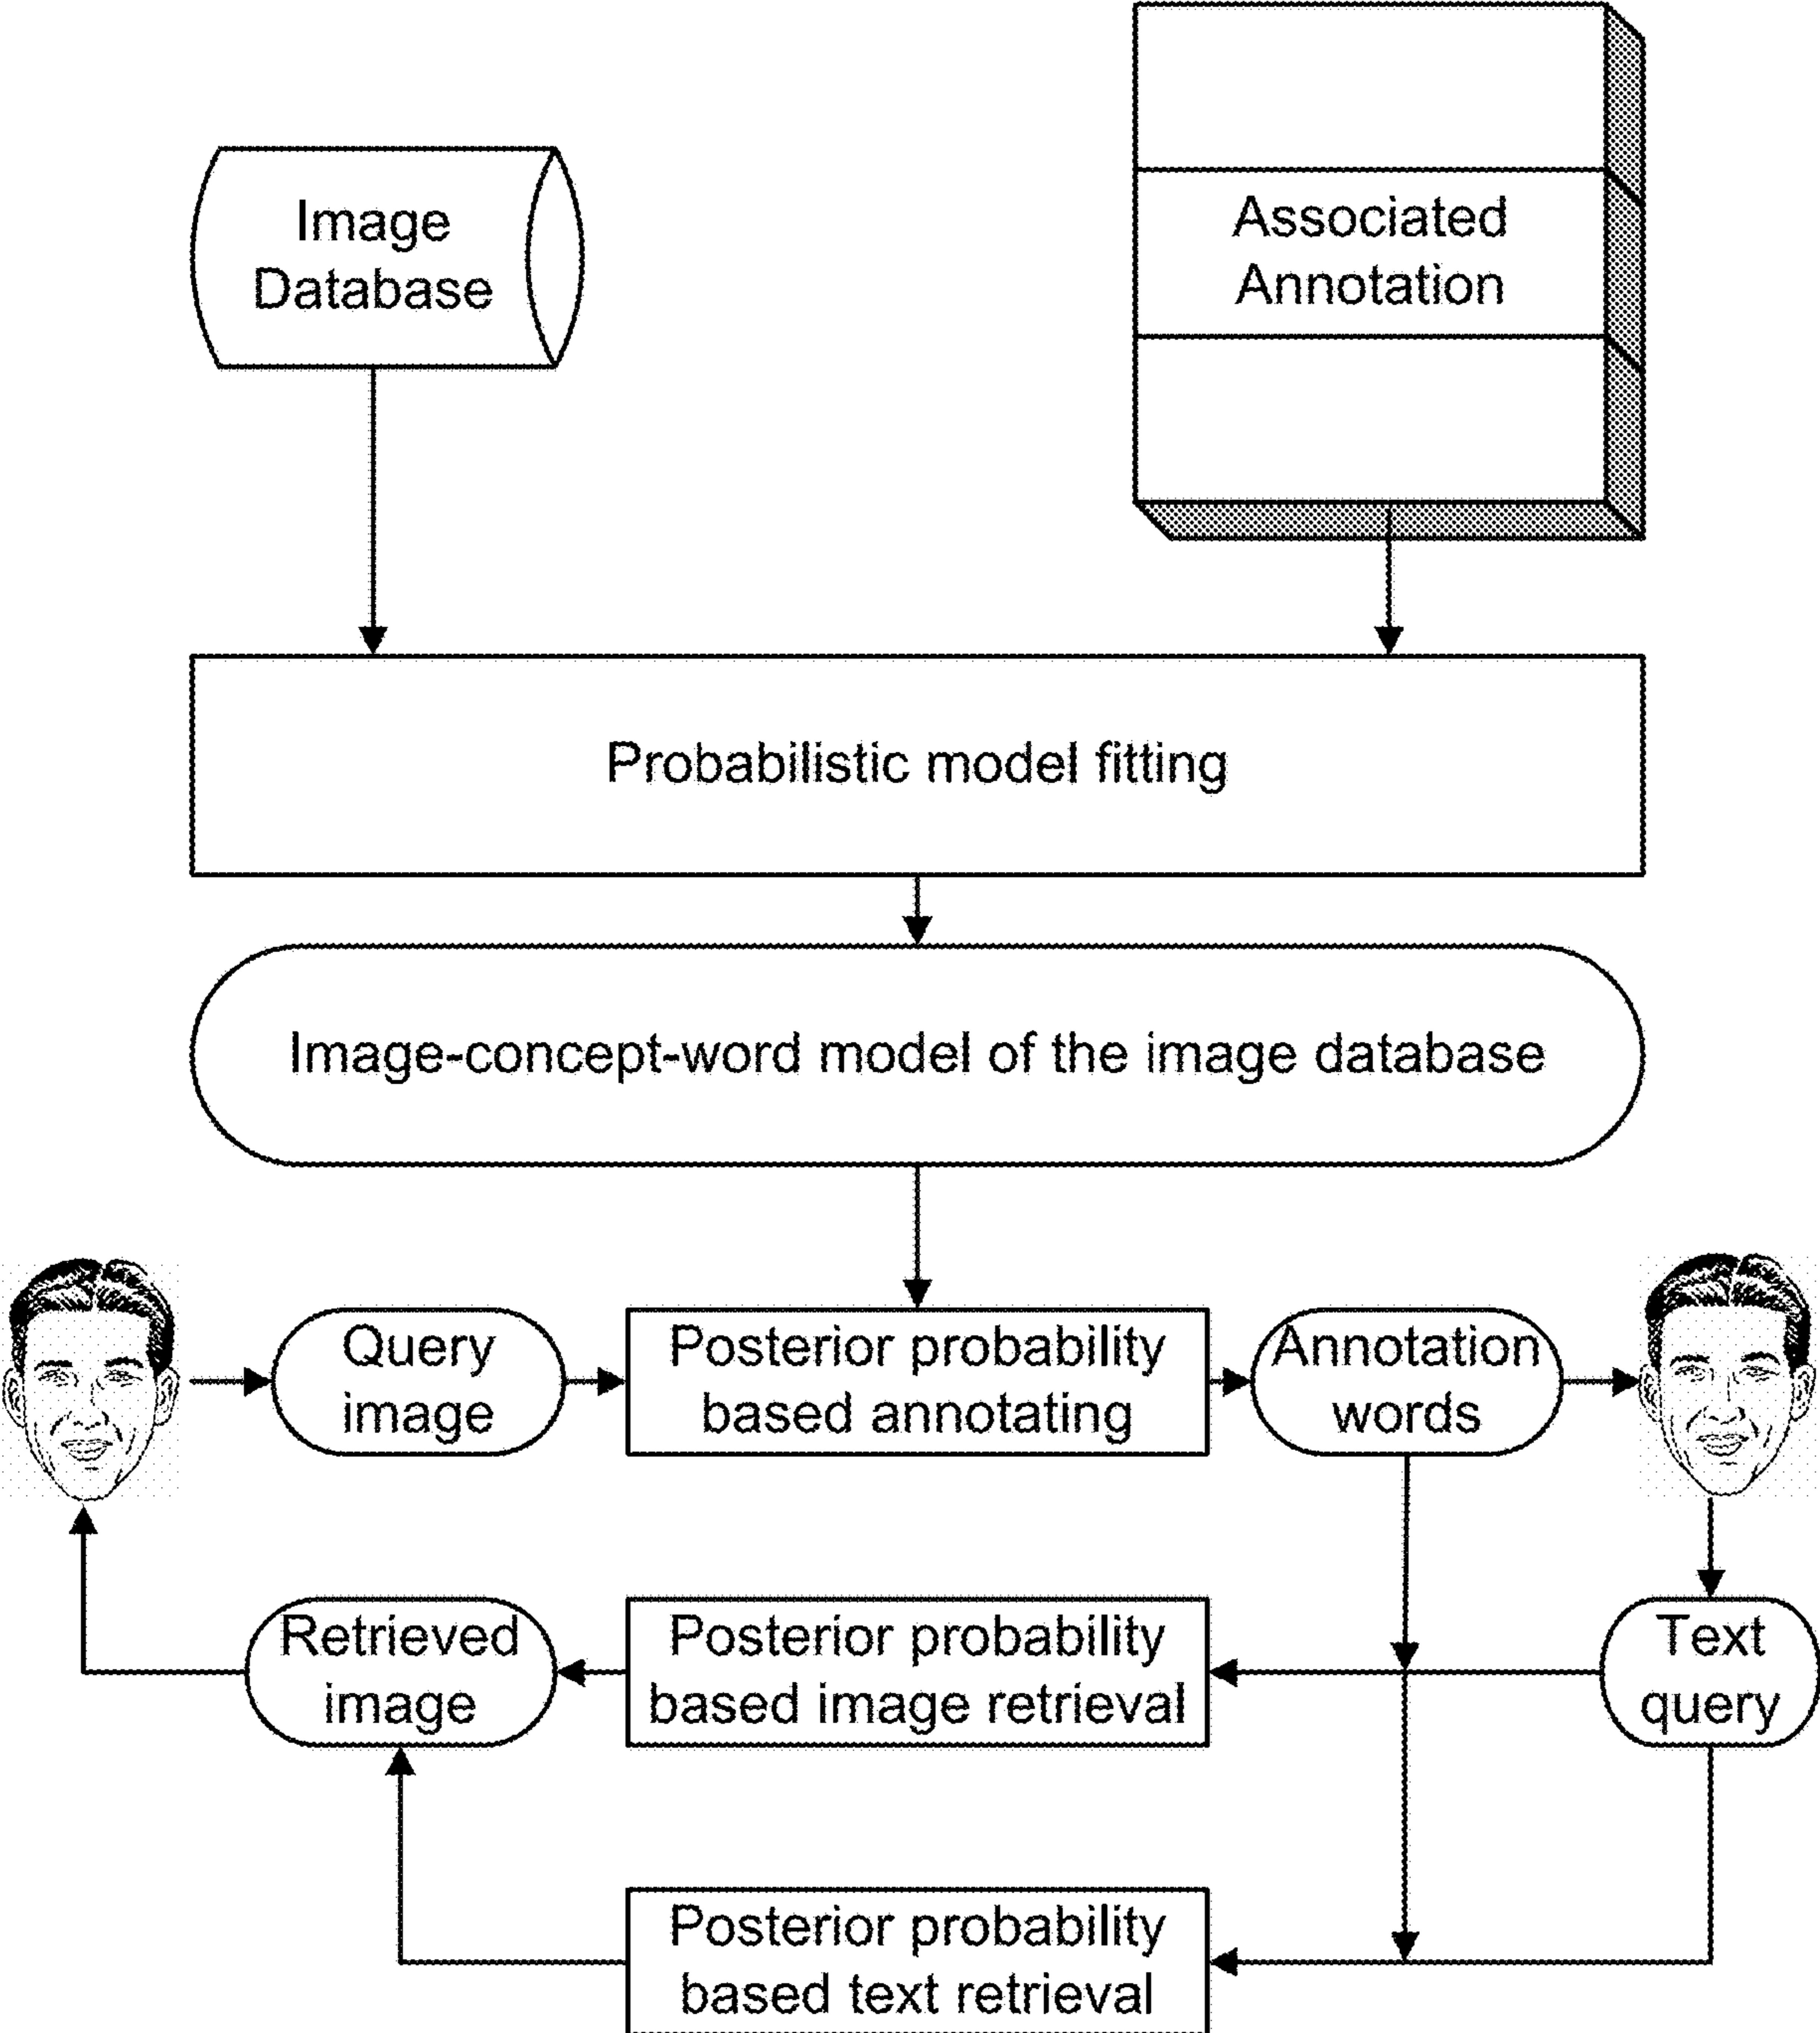 Image
Database
Associated
Annotation
Probabilistic model fitting
Image-concept-word model of the image database
Query
image
Posterior probability
based annotating
Annotation
words
Retrieved
image
Posterior probability
based image retrieval
Text
query
Posterior probability
based text retrieval